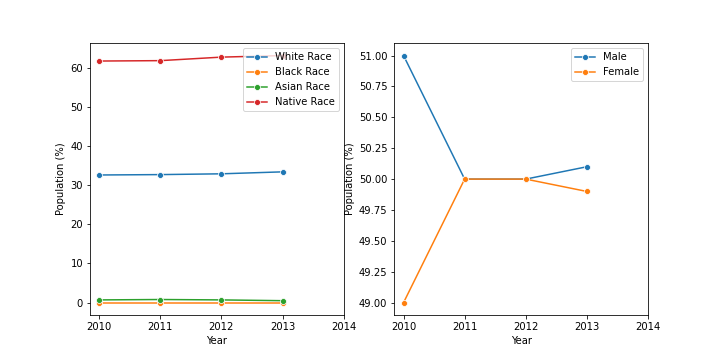 White Race
Black Race
Asian Race
Native Race
60
50
40
30
20
10
0
Population (%)
2010 2011 2012 2013 2014
Year
Male
Female
51.00
50.75
50.50
50.25
50.00
49.75
49.50
49.25
49.00
Population (%)
2010 2011 2012 2013 2014
Year